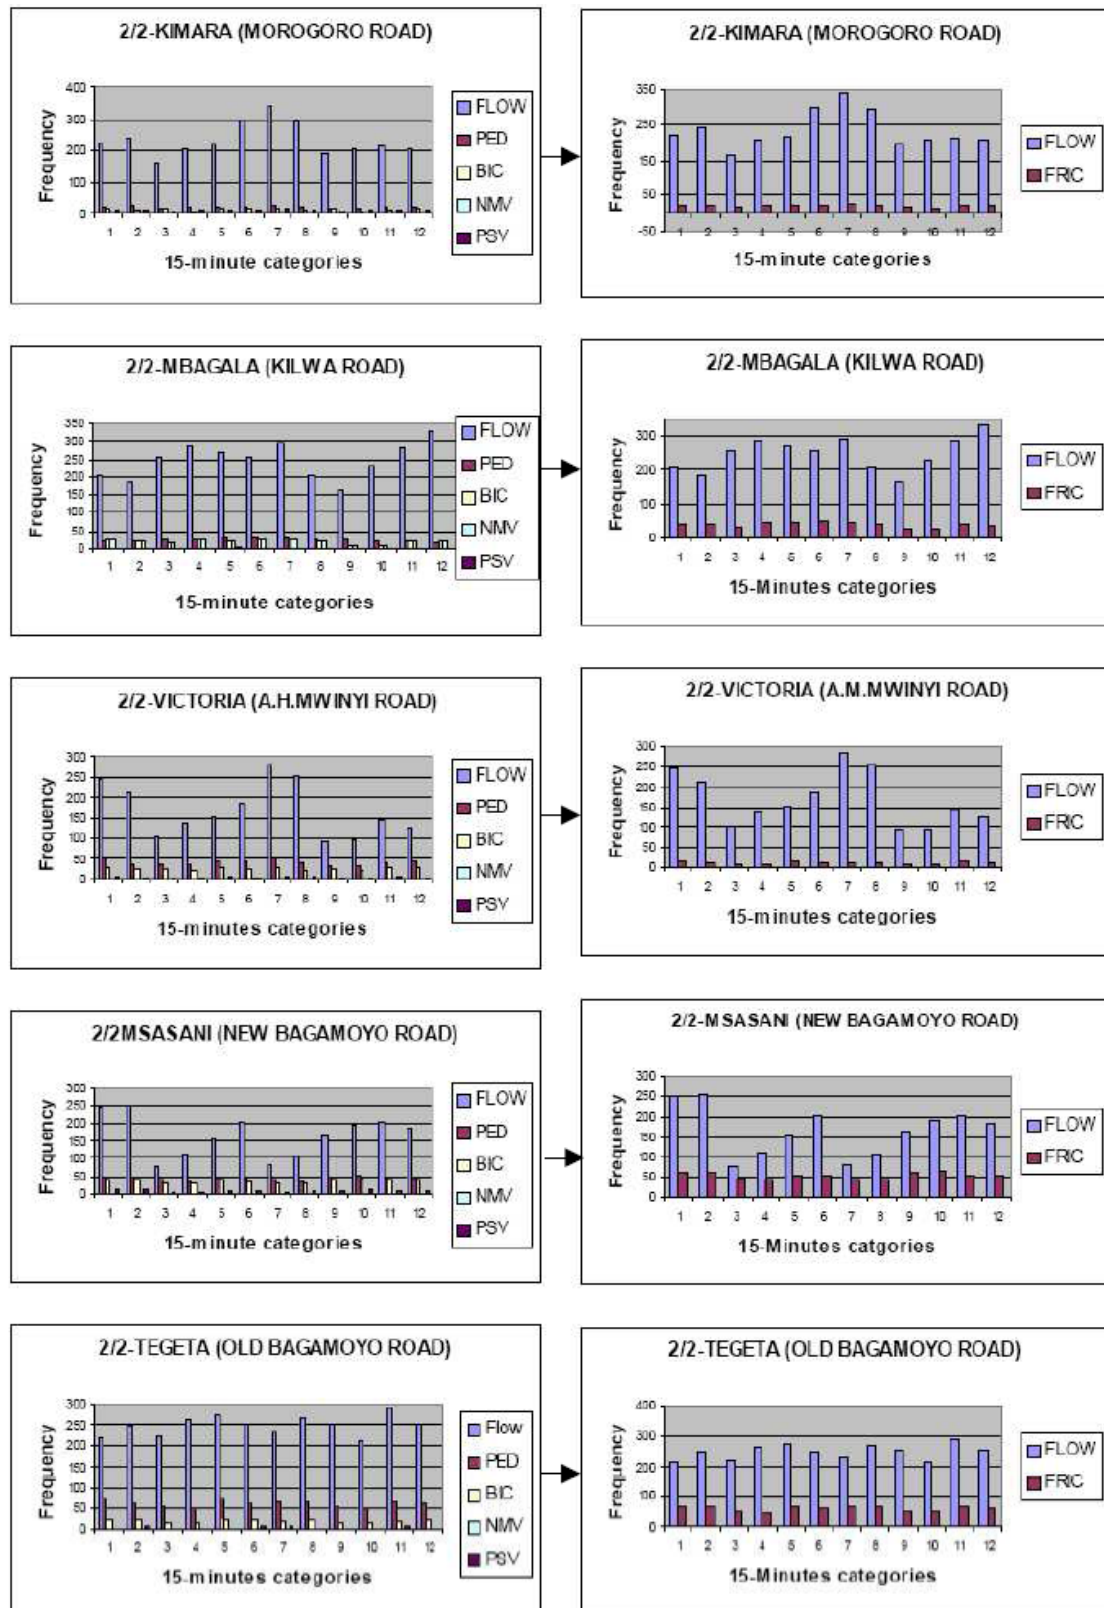 2/2-KIMARA (MOROGORO ROAD)
Frequency
400
300
200
100
0
1 2 3 4 5 6 7 8 9 10 11 12
15-minute categories
FLOW
PED
BIC
NMV
PSV
2/2-KIMARA (MOROGORO ROAD)
Frequency
350
250
150
50
-50
1 2 3 4 5 6 7 8 9 10 11 12
15-minute categories
FLOW
FRIC
2/2-MBAGALA (KILWA ROAD)
Frequency
350
300
250
200
150
100
50
0
1 2 3 4 5 6 7 8 9 10 11 12
15-minute categories
FLOW
PED
BIC
NMV
PSV
2/2-MBAGALA (KILWA ROAD)
Frequency
300
200
100
0
1 2 3 4 5 6 7 8 9 10 11 12
15-Minutes categories
FLOW
FRIC
2/2-VICTORIA (A.H.MWINYI ROAD)
Frequency
300
250
200
150
100
50
0
1 2 3 4 5 6 7 8 9 10 11 12
15-minutes categories
FLOW
PED
BIC
NMV
PSV
2/2-VICTORIA (A.M.MWINYI ROAD)
Frequency
300
250
200
150
100
50
0
1 2 3 4 5 6 7 8 9 10 11 12
15-Minutes categories
FLOW
FRIC
2/2MSASANI (NEW BAGAMOYO ROAD)
Frequency
300
250
200
150
100
50
0
1 2 3 4 5 6 7 8 9 10 11 12
15-minute categories
FLOW
PED
BIC
NMV
PSV
2/2-MSASANI (NEW BAGAMOYO ROAD)
Frequency
300
250
200
150
100
50
0
1 2 3 4 5 6 7 8 9 10 11 12
15-Minutes catgories
FLOW
FRIC
2/2-TEGETA (OLD BAGAMOYO ROAD)
Frequency
300
250
200
150
100
50
0
1 2 3 4 5 6 7 8 9 10 11 12
15-minutes categories
Flow
PED
BIC
NMV
PSV
2/2-TEGETA (OLD BAGAMOYO ROAD)
Frequency
400
300
200
100
0
1 2 3 4 5 6 7 8 9 10 11 12
15-Minutes categories
FLOW
FRIC